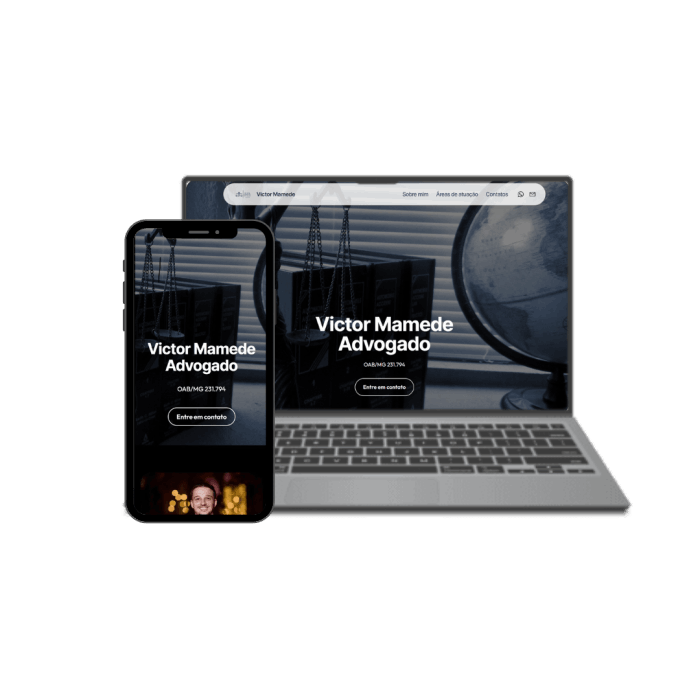 Victor Mamede
Sobre mim
Áreas de atuação
Contatos
Victor Mamede
Advogado
OAB/MG 231.794
Entre em contato
Victor Mamede
Advogado
OAB/MG 231.794
Entre em contato